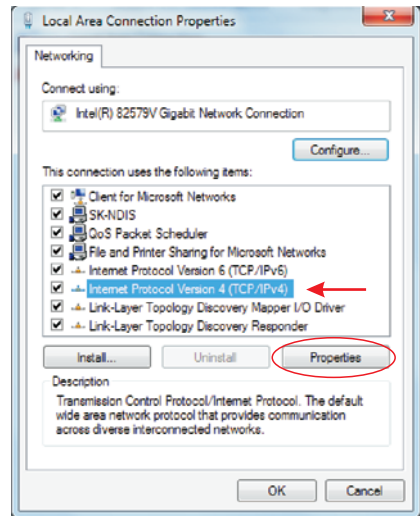 Local Area Connection Properties
Networking
Connect using:
Intel(R) 82579V Gigabit Network Connection
Configure...
This connection uses the following items:
Client for Microsoft Networks
SK-NDIS
QoS Packet Scheduler
File and Printer Sharing for Microsoft Networks
Internet Protocol Version 6 (TCP/IPv6)
Internet Protocol Version 4 (TCP/IPv4)
Link-Layer Topology Discovery Mapper I/O Driver
Link-Layer Topology Discovery Responder
Install... Uninstall Properties
Description
Transmission Control Protocol/Internet Protocol. The default
wide area network protocol that provides communication
across diverse interconnected networks.
OK Cancel